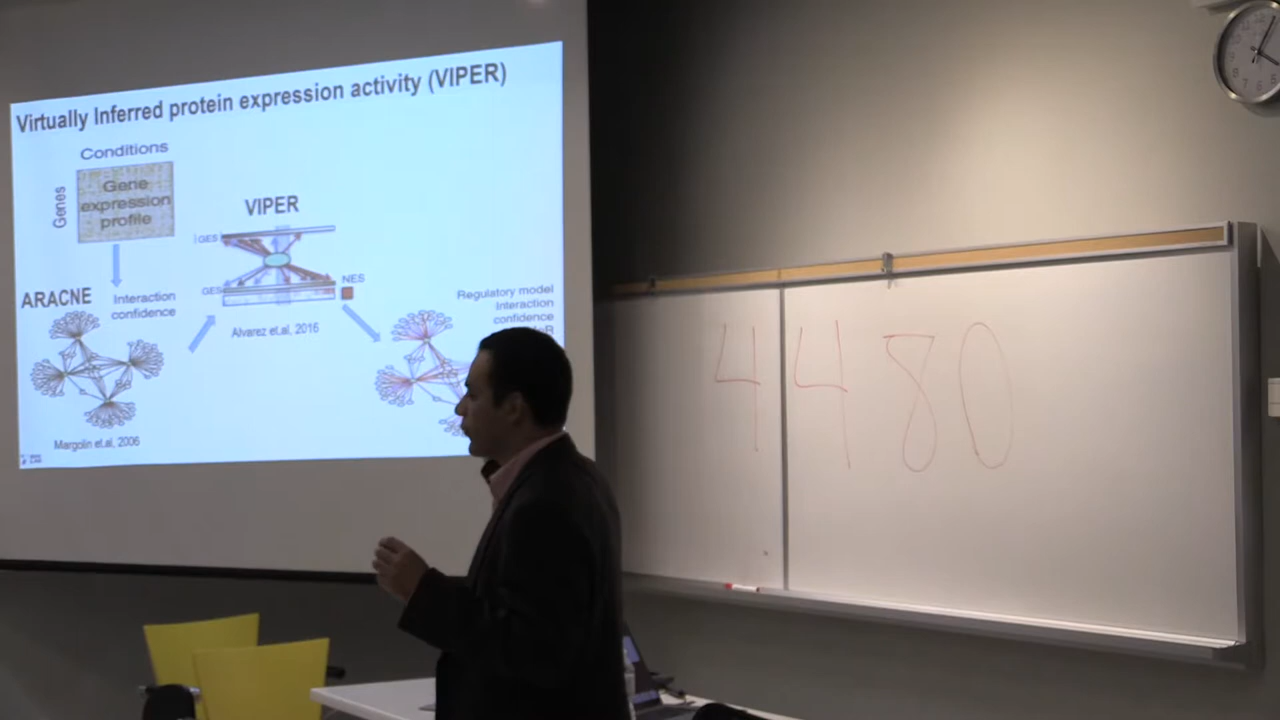 Virtually Inferred protein expression activity (VIPER)
Conditions
Genes
Gene
expression
profile
VIPER
GES
GES
NES
ARACNE
Interaction
confidence
Alvarez et.al, 2016
Regulatory model
Interaction
confidence
Margolin et.al, 2006
4480